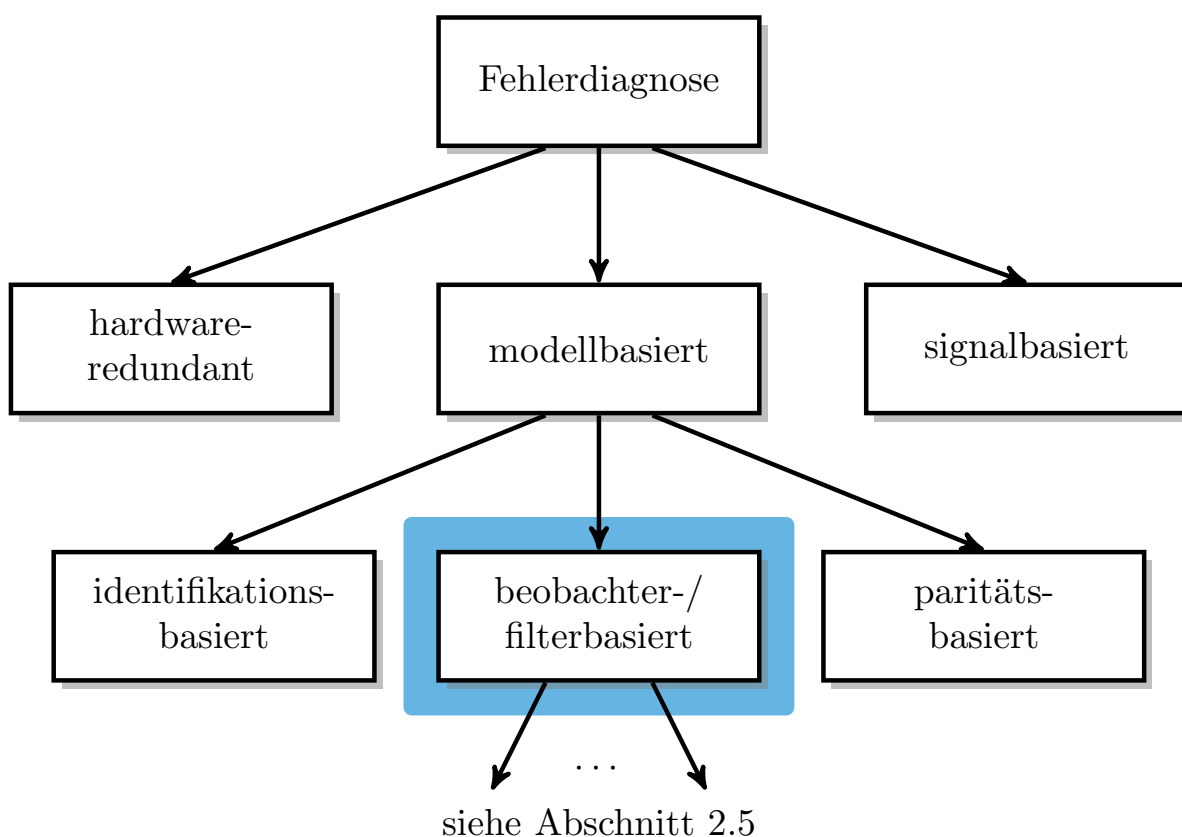 Fehlerdiagnose
hardware-
redundant
modellbasiert
signalbasiert
identifikations-
basiert
beobachter-/
filterbasiert
paritäts-
basiert
. . .
siehe Abschnitt 2.5